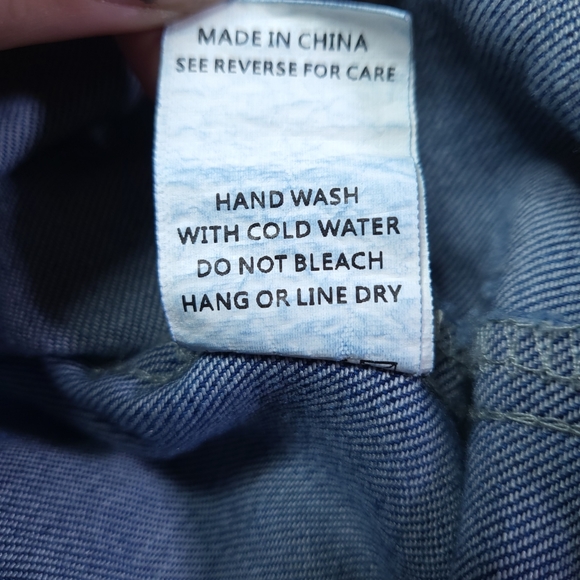 MADE IN CHINA
SEE REVERSE FOR CARE
HAND WASH
WITH COLD WATER
DO NOT BLEACH
HANG OR LINE DRY